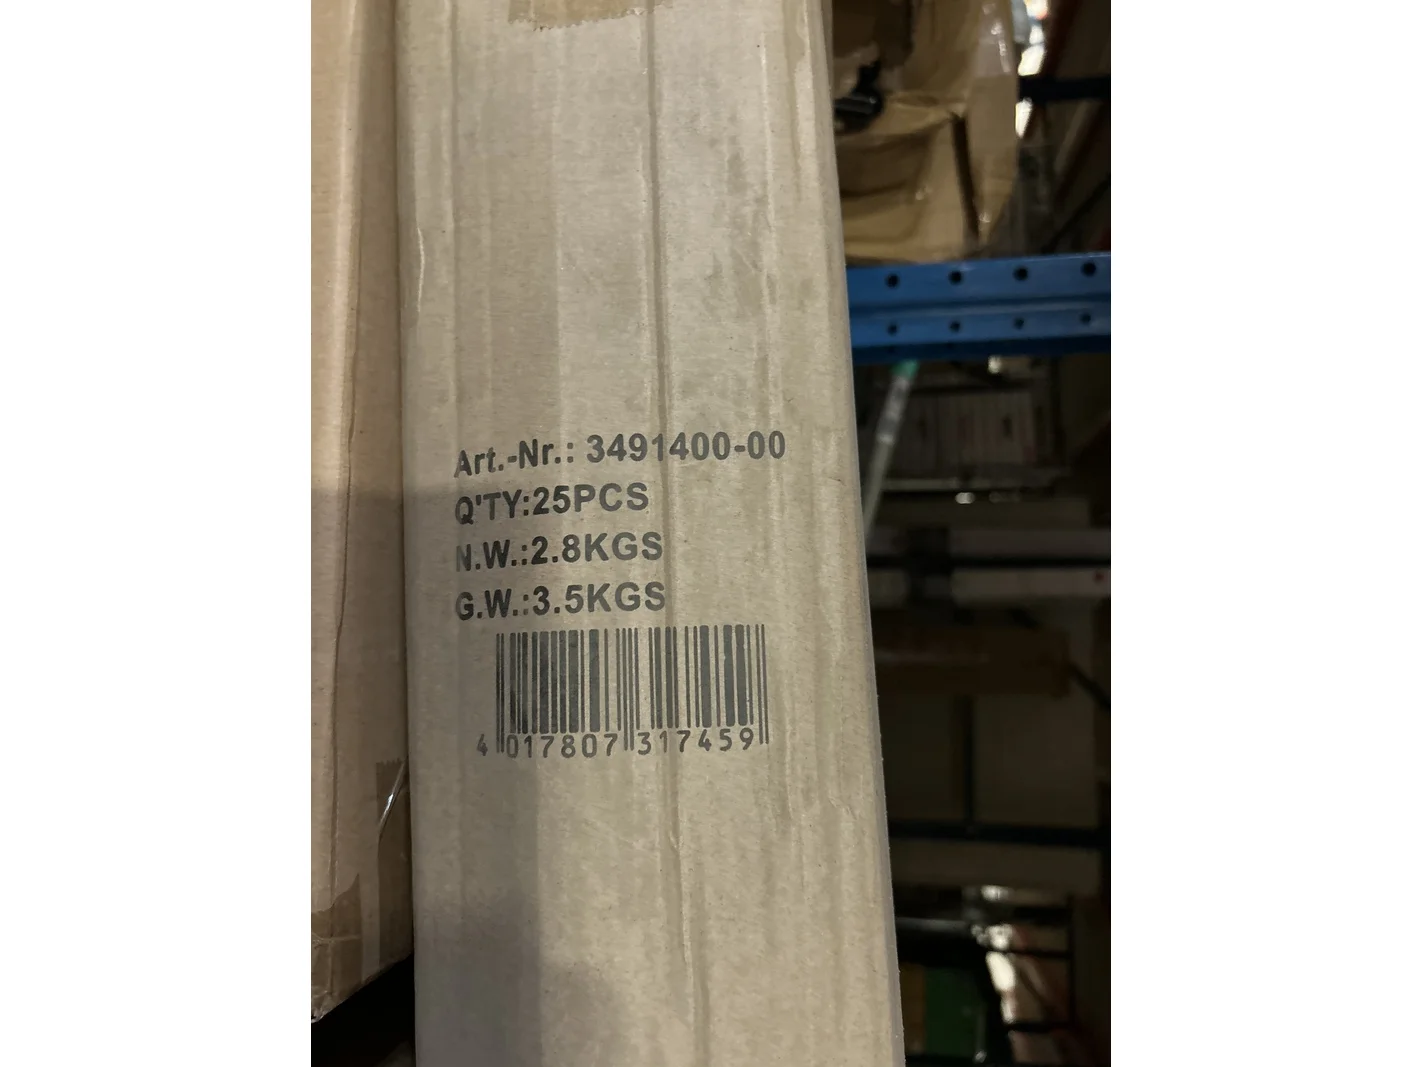 Art.-Nr.: 3491400-00
Q'TY:25PCS
N.W.:2.8KGS
G.W.:3.5KGS
4 017807 317459